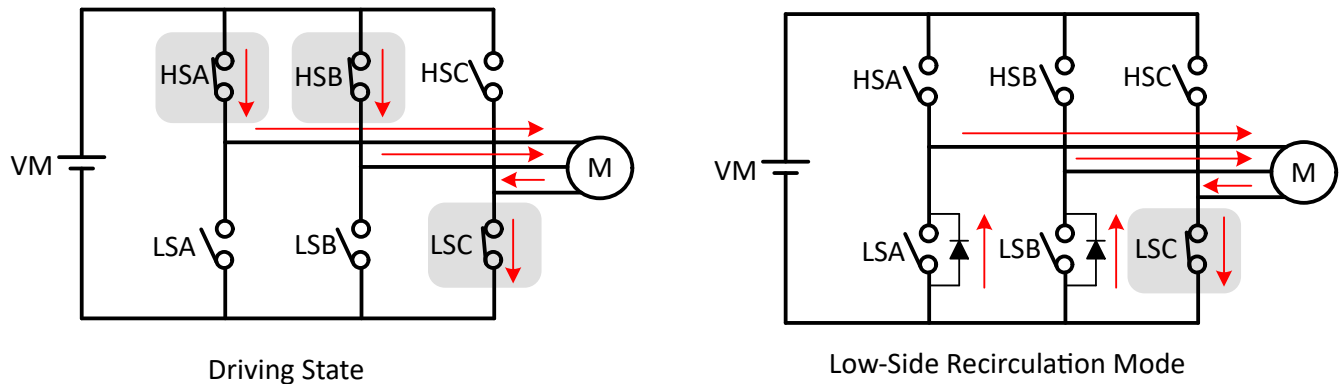 HSA
HSB
HSC
VM
M
LSA
LSB
LSC
Driving State
HSA
HSB
HSC
VM
M
LSA
LSB
LSC
Low-Side Recirculation Mode